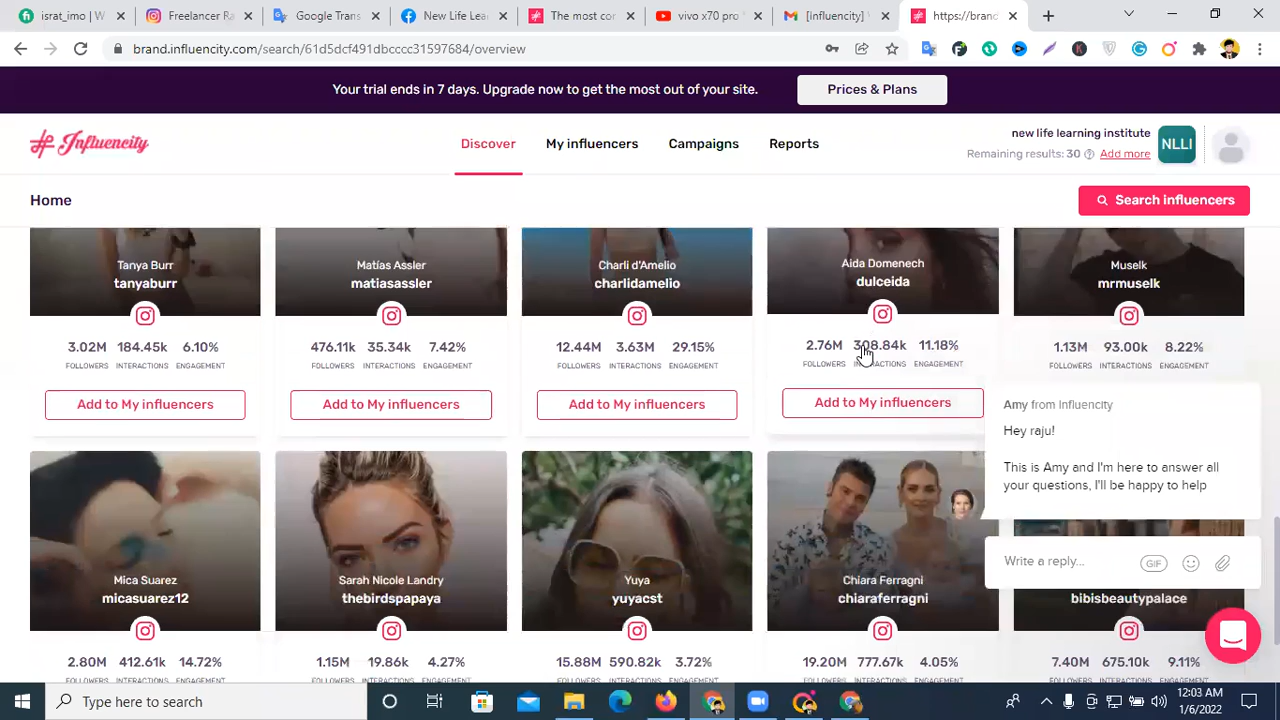 israt_imo | W
Freelancer Ra
Google Trans
New Life Lea
The most cor
vivo x70 pro
[influencity] V
https://bran
brand.influencity.com/search/61d5dcf491dbcccc31597684/overview
Your trial ends in 7 days. Upgrade now to get the most out of your site.
Prices & Plans
Influencity
Discover
My influencers
Campaigns
Reports
new life learning institute
Remaining results: 30 Add more
NLLI
Home
Search influencers
Tanya Burr
tanyaburr
Matías Assler
matiasassler
Charli d'Amelio
charlidamelio
Aida Domenech
dulceida
Muselk
mrmuselk
3.02M 184.45k 6.10%
FOLLOWERS INTERACTIONS ENGAGEMENT
476.11k 35.34k 7.42%
FOLLOWERS INTERACTIONS ENGAGEMENT
12.44M 3.63M 29.15%
FOLLOWERS INTERACTIONS ENGAGEMENT
2.76M 308.84k 11.18%
FOLLOWERS INTERACTIONS ENGAGEMENT
1.13M 93.00k 8.22%
FOLLOWERS INTERACTIONS ENGAGEMENT
Add to My influencers
Add to My influencers
Add to My influencers
Add to My influencers
Amy from Influencity
Hey raju!
This is Amy and I'm here to answer all
your questions, I'll be happy to help
Write a reply...
GIF
Mica Suarez
micasuarez12
Sarah Nicole Landry
thebirdspapaya
Yuya
yuyacst
Chiara Ferragni
chiaraferragni
bibisbeautypalace
2.80M 412.61k 14.72%
FOLLOWERS INTERACTIONS ENGAGEMENT
1.15M 19.86k 4.27%
FOLLOWERS INTERACTIONS ENGAGEMENT
15.88M 590.82k 3.72%
FOLLOWERS INTERACTIONS ENGAGEMENT
19.20M 777.67k 4.05%
FOLLOWERS INTERACTIONS ENGAGEMENT
7.40M 675.10k 9.11%
FOLLOWERS INTERACTIONS ENGAGEMENT
Type here to search
12:03 AM
1/6/2022